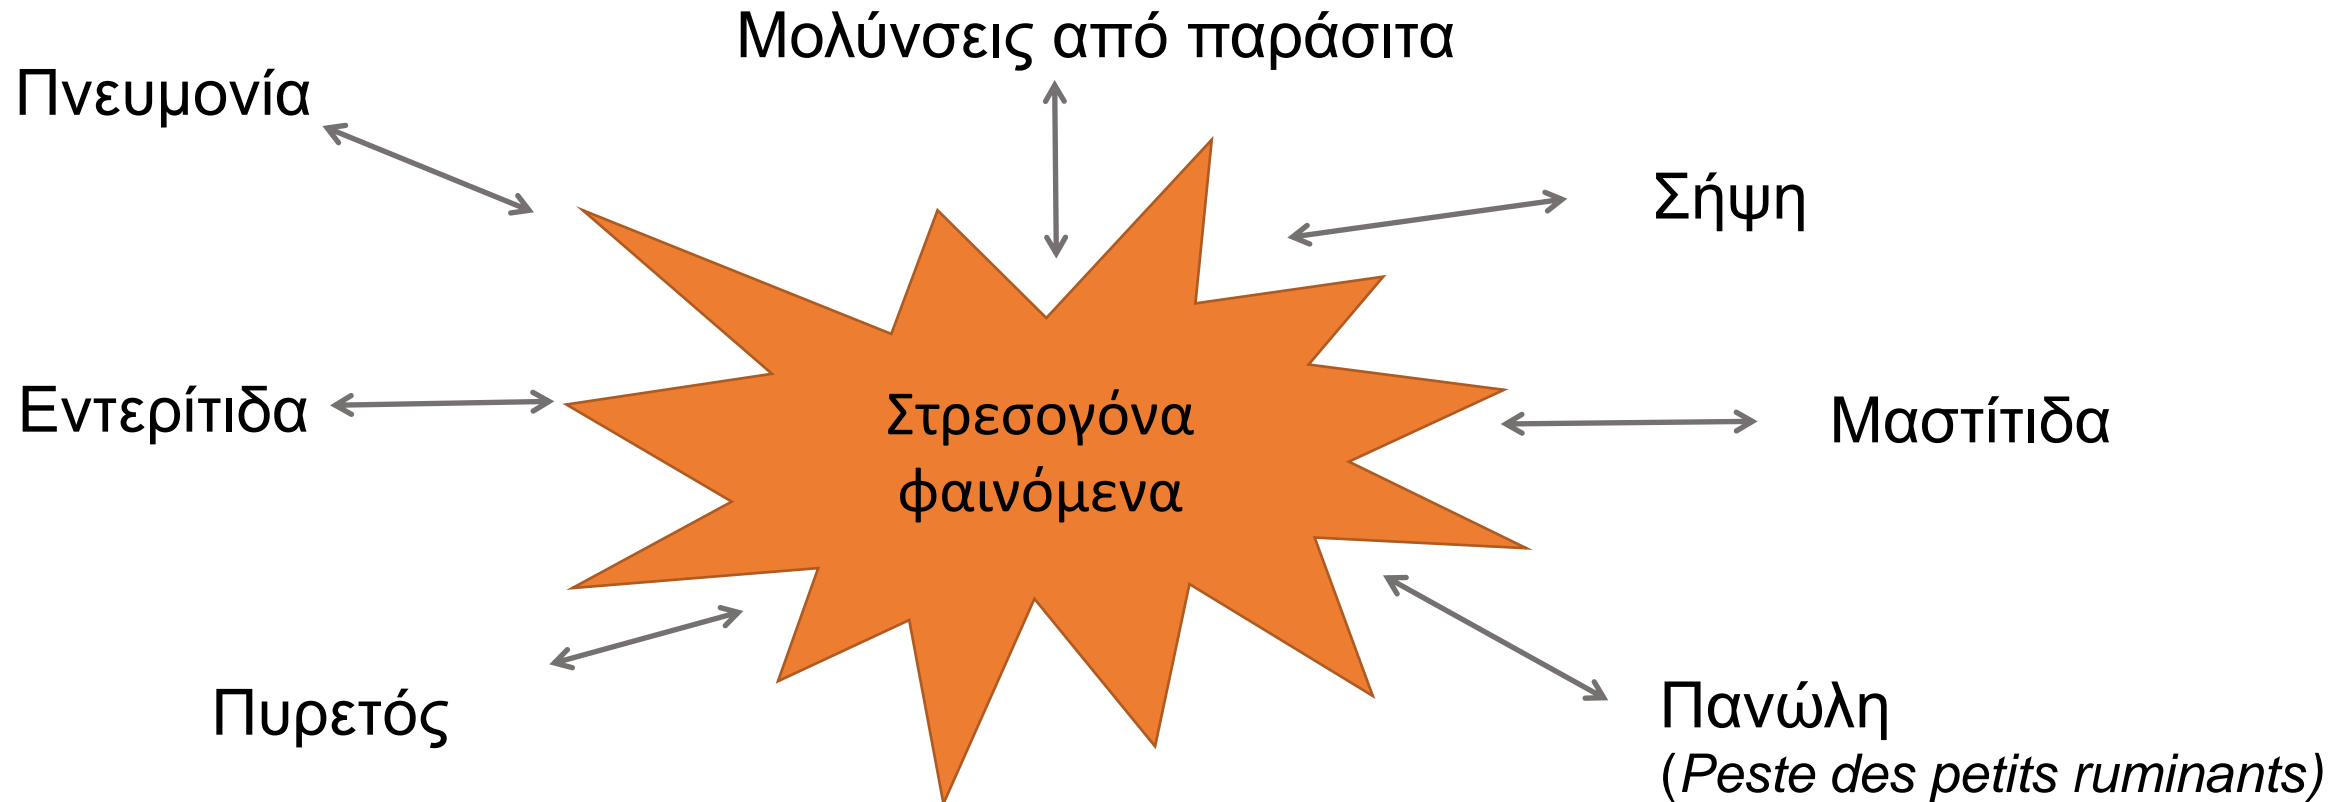 Μολύνσεις από παράσιτα
Πνευμονία
Σήψη
Εντερίτιδα
Στρεσογόνα
φαινόμενα
Μαστίτιδα
Πυρετός
Πανώλη
(Peste des petits ruminants)